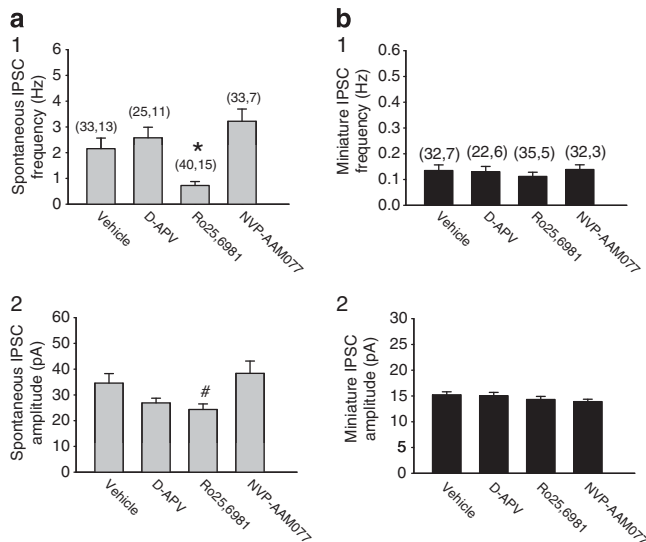 a
1
Spontaneous IPSC
frequency (Hz)
6
5
4
3
2
1
0
(33,13)
(25,11)
*
(40,15)
(33,7)
Vehicle
D-APV
Ro25,6981
NVP-AAM077
b
1
Miniature IPSC
frequency (Hz)
0.6
0.5
0.4
0.3
0.2
0.1
0.0
(32,7)
(22,6)
(35,5)
(32,3)
Vehicle
D-APV
Ro25,6981
NVP-AAM077
2
Spontaneous IPSC
amplitude (pA)
60
50
40
30
20
10
0
#
Vehicle
D-APV
Ro25,6981
NVP-AAM077
2
Miniature IPSC
amplitude (pA)
30
25
20
15
10
5
0
Vehicle
D-APV
Ro25,6981
NVP-AAM077